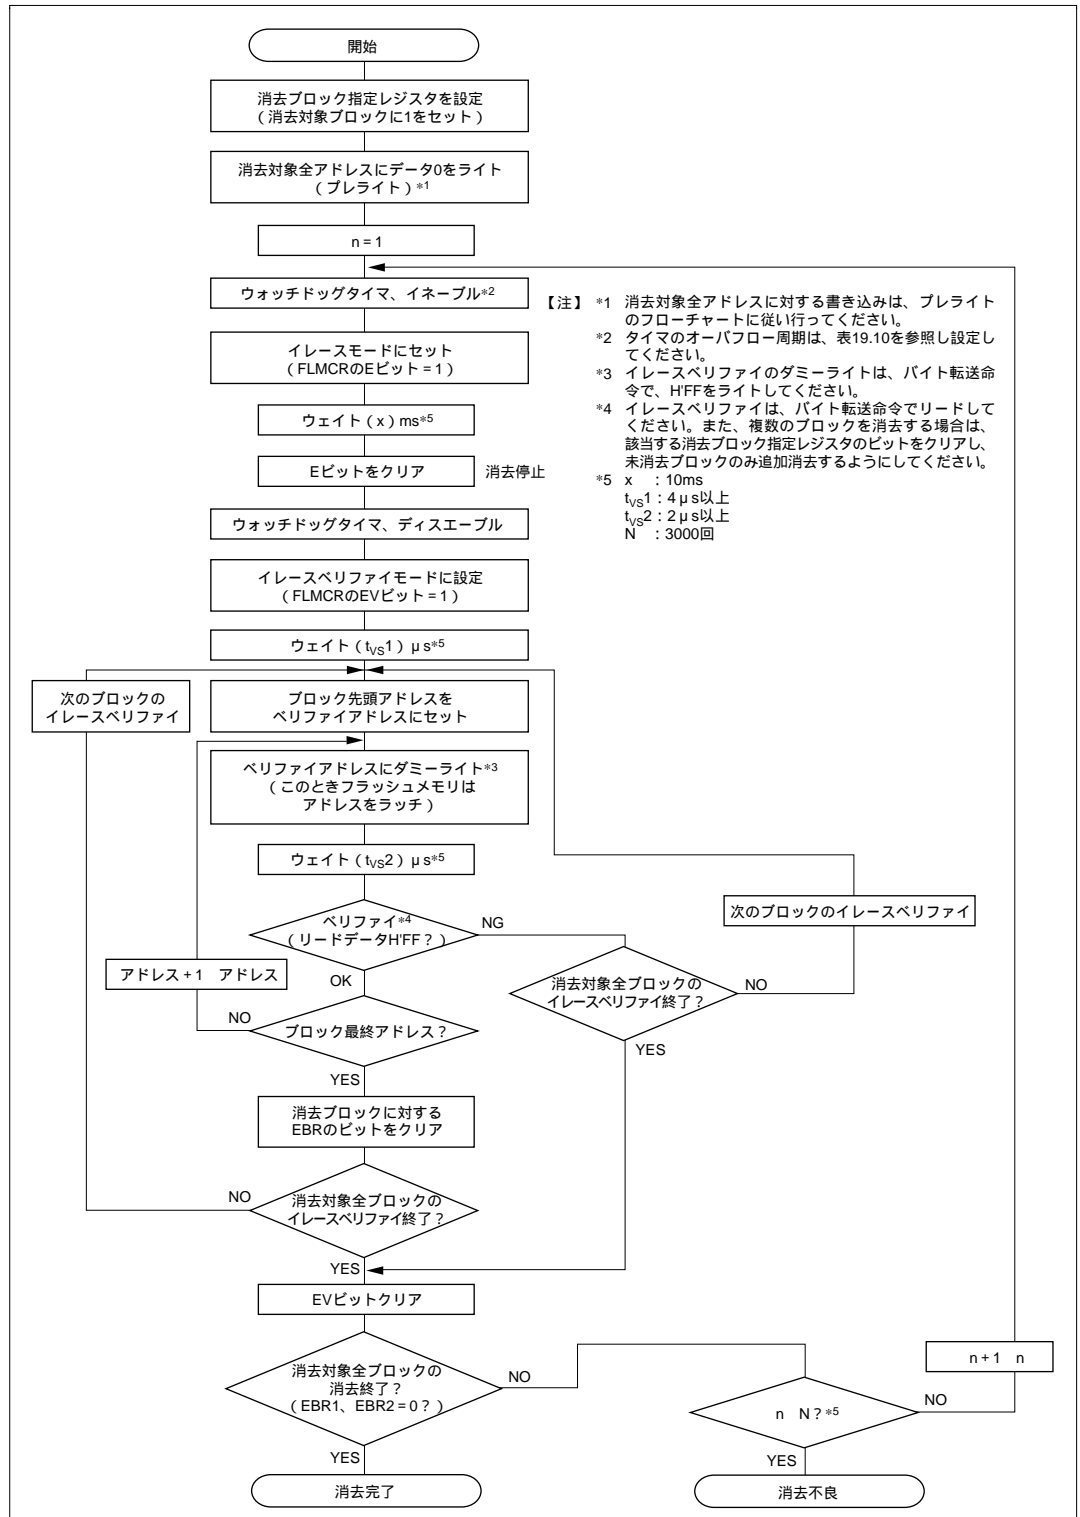 開始
消去ブロック指定レジスタを設定
(消去対象ブロックに1をセット)
消去対象全アドレスにデータ0をライト
(プレライト)*1
n = 1
ウォッチドッグタイマ、イネーブル*2
イレースモードにセット
(FLMCRのEビット = 1)
ウェイト(x)ms*5
Eビットをクリア
消去停止
ウォッチドッグタイマ、ディスエーブル
イレースベリファイモードに設定
(FLMCRのEVビット = 1)
ウェイト(tVS1)μs*5
【注】 *1 消去対象全アドレスに対する書き込みは、プレライト
のフローチャートに従い行ってください。
*2 タイマのオーバフロー周期は、表19.10を参照し設定し
てください。
*3 イレースベリファイのダミーライトは、バイト転送命
令で、H'FFをライトしてください。
*4 イレースベリファイは、バイト転送命令でリードして
ください。また、複数のブロックを消去する場合は、
該当する消去ブロック指定レジスタのビットをクリアし、
未消去ブロックのみ追加消去するようにしてください。
*5 x :10ms
tVS1:4μs以上
tVS2:2μs以上
N :3000回
次のブロックの
イレースベリファイ
ブロック先頭アドレスを
ベリファイアドレスにセット
ベリファイアドレスにダミーライト*3
(このときフラッシュメモリは
アドレスをラッチ)
ウェイト(tVS2)μs*5
ベリファイ*4
(リードデータH'FF?)
NG
OK
次のブロックのイレースベリファイ
アドレス + 1 アドレス
消去対象全ブロックの
イレースベリファイ終了?
NO
YES
ブロック最終アドレス?
NO
YES
消去ブロックに対する
EBRのビットをクリア
消去対象全ブロックの
イレースベリファイ終了?
NO
YES
EVビットクリア
消去対象全ブロックの
消去終了?
(EBR1、EBR2 = 0?)
NO
YES
n + 1 n
n N?*5
NO
YES
消去完了
消去不良